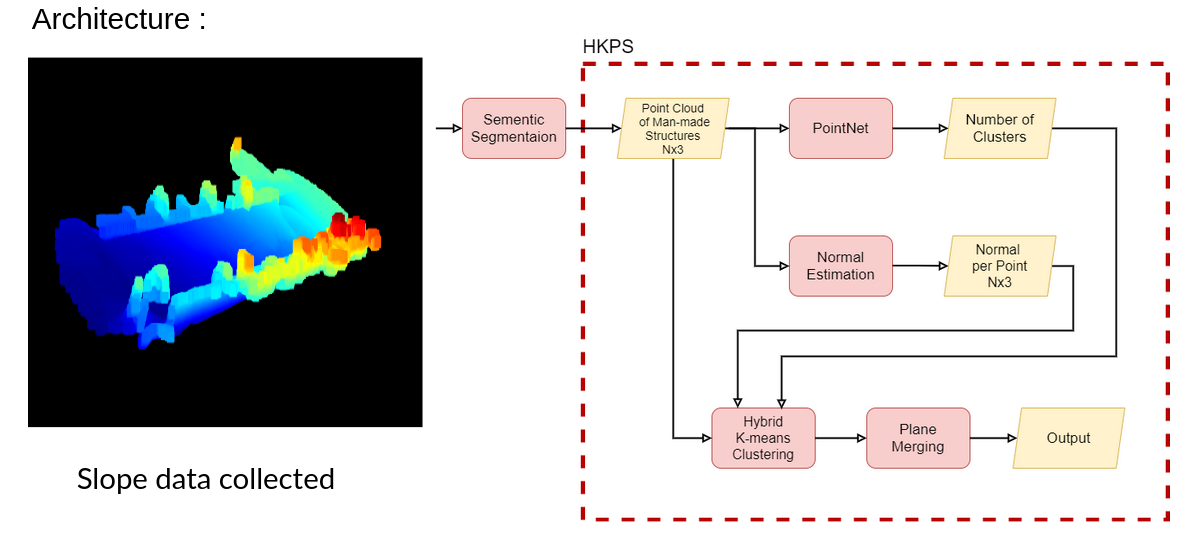 Architecture :
HKPS
Sementic
Segmentaion
Point Cloud
of Man-made
Structures
Nx3
PointNet
Number of
Clusters
Normal
Estimation
Normal
per Point
Nx3
Hybrid
K-means
Clustering
Plane
Merging
Output
Slope data collected